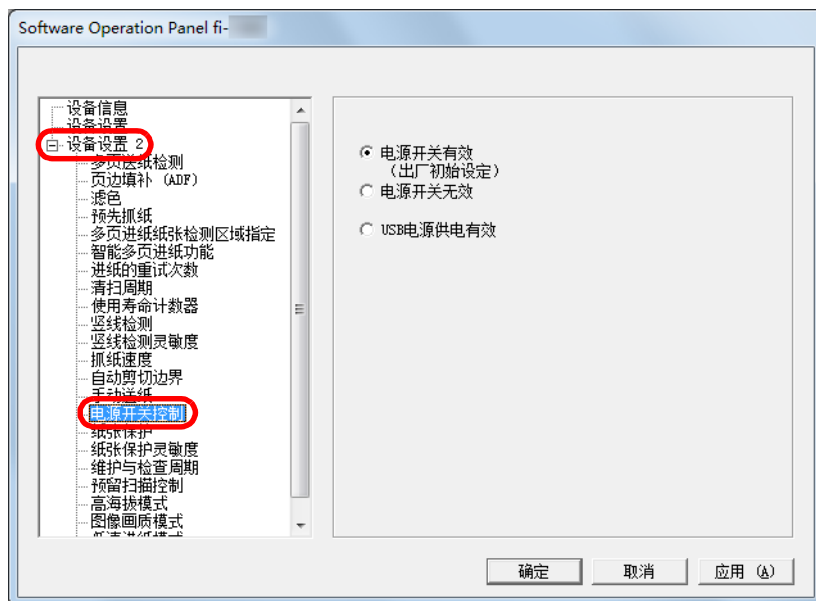 Software Operation Panel fi-
设备信息
设备设置
设备设置 2
多页送纸检测
页边填补 (ADF)
滤色
预先抓纸
多页进纸纸张检测区域指定
智能多页进纸功能
进纸的重试次数
清扫周期
使用寿命计数器
竖线检测
竖线检测灵敏度
抓纸速度
自动剪切边界
手动送纸
电源开关控制
纸张保护
纸张保护灵敏度
维护与检查周期
预留扫描控制
高海拔模式
图像画质模式
低速进纸模式
电源开关有效
(出厂初始设定)
电源开关无效
USB电源供电有效
确定 取消 应用 (A)